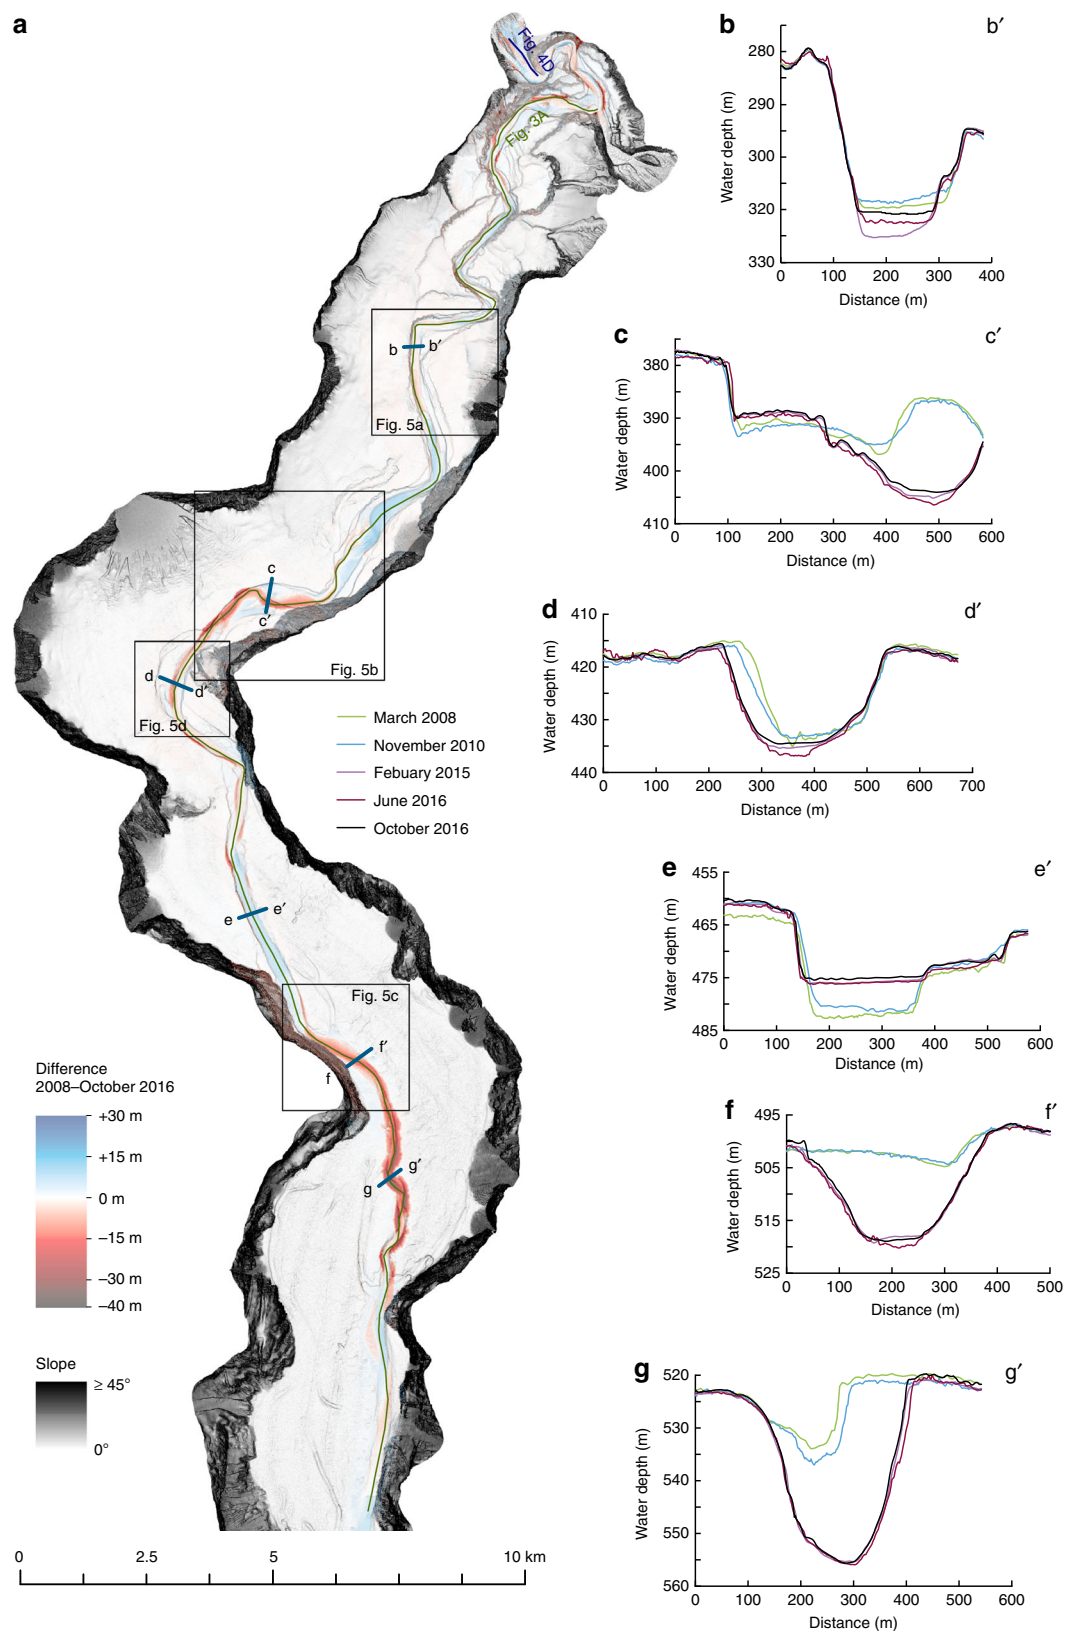 a
Fig. 4D
Fig. 3A
b
b′
Fig. 5a
c
c′
Fig. 5b
d
d′
Fig. 5d
March 2008
November 2010
Febuary 2015
June 2016
October 2016
e
e′
Fig. 5c
f′
f
g′
g
Difference
2008–October 2016
+30 m
+15 m
0 m
–15 m
–30 m
–40 m
Slope
≥ 45°
0°
0 2.5 5 10 km
b b′
280
290
300
310
320
330
Water depth (m)
0 100 200 300 400
Distance (m)
c c′
380
390
400
410
Water depth (m)
0 100 200 300 400 500 600
Distance (m)
d d′
410
420
430
440
Water depth (m)
0 100 200 300 400 500 600 700
Distance (m)
e e′
455
465
475
485
Water depth (m)
0 100 200 300 400 500 600
Distance (m)
f f′
495
505
515
525
Water depth (m)
0 100 200 300 400 500
Distance (m)
g g′
520
530
540
550
560
Water depth (m)
0 100 200 300 400 500 600
Distance (m)